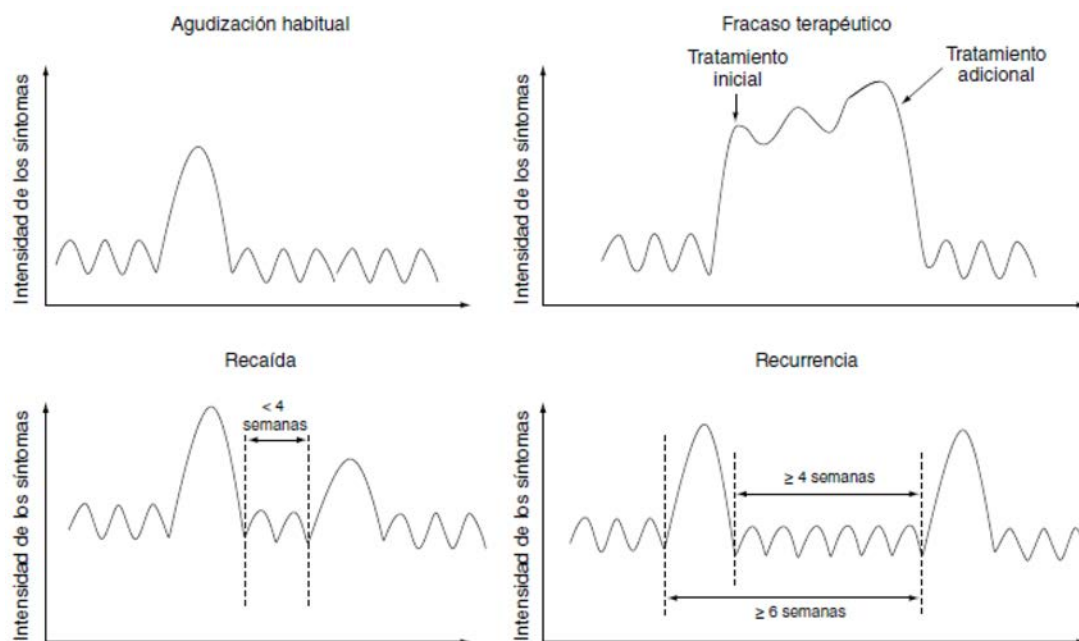 Agudización habitual
Intensidad de los síntomas
Fracaso terapéutico
Tratamiento
inicial
Tratamiento
adicional
Intensidad de los síntomas
Recaída
< 4
semanas
Intensidad de los síntomas
Recurrencia
≥ 4 semanas
≥ 6 semanas
Intensidad de los síntomas